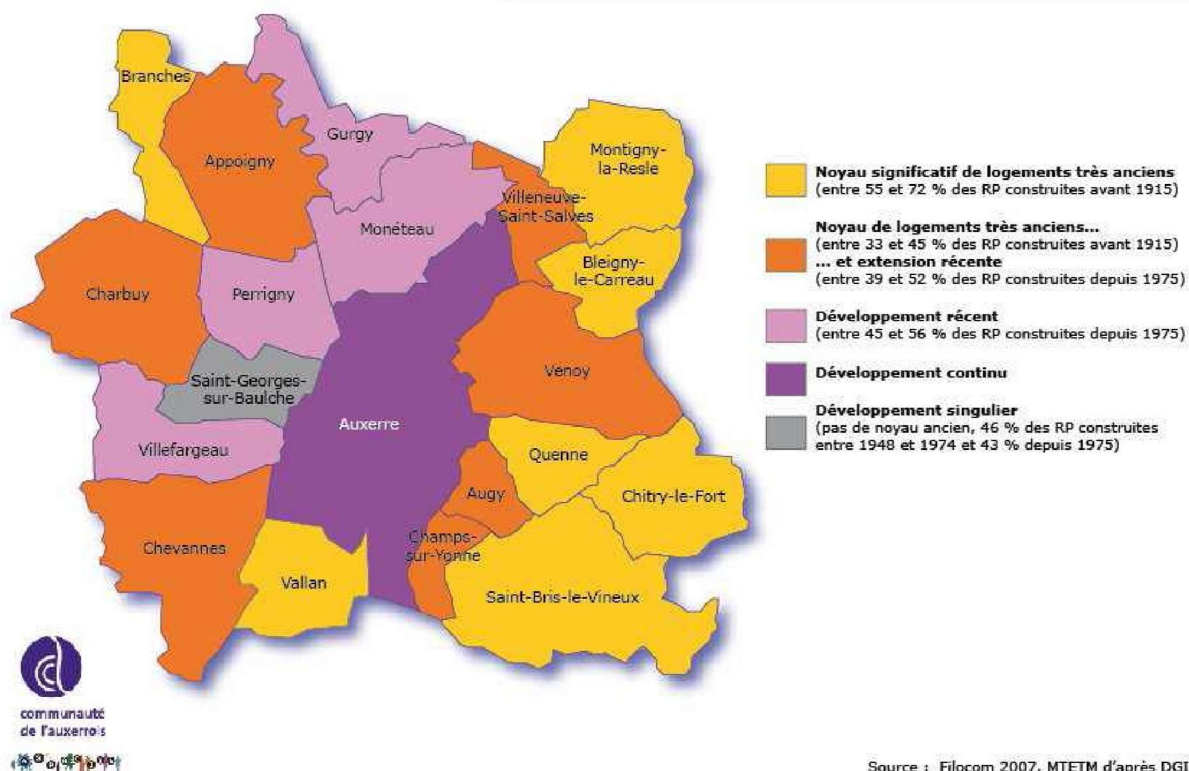 Branches
Appoigny
Gurgy
Montigny-
la-Resle
Villeneuve-
Saint-Salves
Monéteau
Bleigny-
le-Carreau
Charbuy
Perrigny
Venoy
Saint-Georges-
sur-Baulche
Auxerre
Villefargeau
Quenne
Augy
Chitry-le-Fort
Chevannes
Champs-
sur-Yonne
Vallan
Saint-Bris-le-Vineux
Noyau significatif de logements très anciens
(entre 55 et 72 % des RP construites avant 1915)
Noyau de logements très anciens...
(entre 33 et 45 % des RP construites avant 1915)
... et extension récente
(entre 39 et 52 % des RP construites depuis 1975)
Développement récent
(entre 45 et 56 % des RP construites depuis 1975)
Développement continu
Développement singulier
(pas de noyau ancien, 46 % des RP construites
entre 1948 et 1974 et 43 % depuis 1975)
communauté
de l'auxerrois
Source : Filocom 2007, MTETM d'après DGI